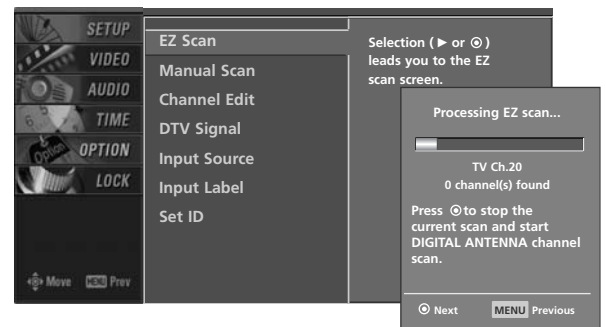 SETUP
VIDEO
AUDIO
TIME
OPTION
LOCK
Move MENU Prev
EZ Scan
Manual Scan
Channel Edit
DTV Signal
Input Source
Input Label
Set ID
Selection ( ► or ⊙ )
leads you to the EZ
scan screen.
Processing EZ scan...
TV Ch.20
0 channel(s) found
Press ⊙ to stop the
current scan and start
DIGITAL ANTENNA channel
scan.
⊙ Next MENU Previous